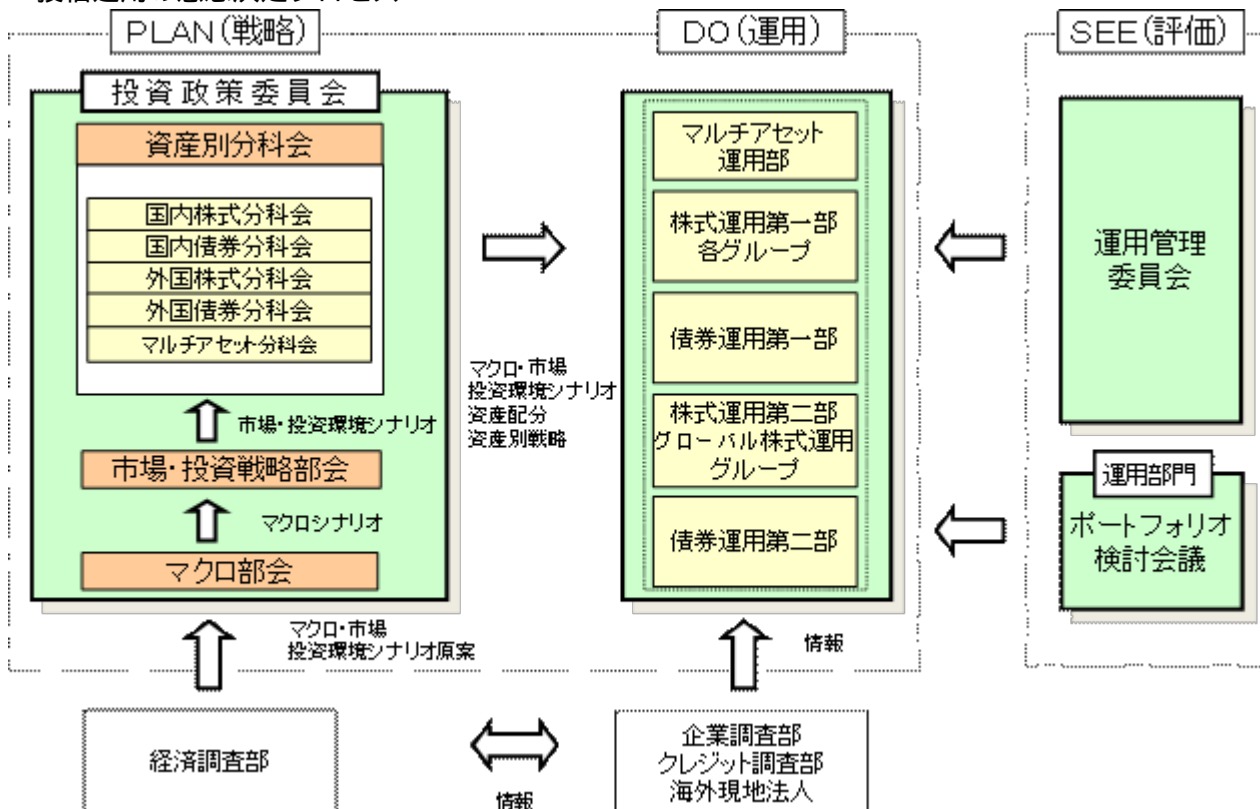 PLAN(戦略)
DO(運用)
SEE(評価)
投資政策委員会
資産別分科会
国内株式分科会
国内債券分科会
外国株式分科会
外国債券分科会
マルチアセット分科会
市場・投資環境シナリオ
市場・投資戦略部会
マクロシナリオ
マクロ部会
マクロ・市場
投資環境シナリオ
資産配分
資産別戦略
マルチアセット
運用部
株式運用第一部
各グループ
債券運用第一部
株式運用第二部
グローバル株式運用
グループ
債券運用第二部
運用管理
委員会
運用部門
ポートフォリオ
検討会議
マクロ・市場
投資環境シナリオ原案
情報
経済調査部
情報
企業調査部
クレジット調査部
海外現地法人